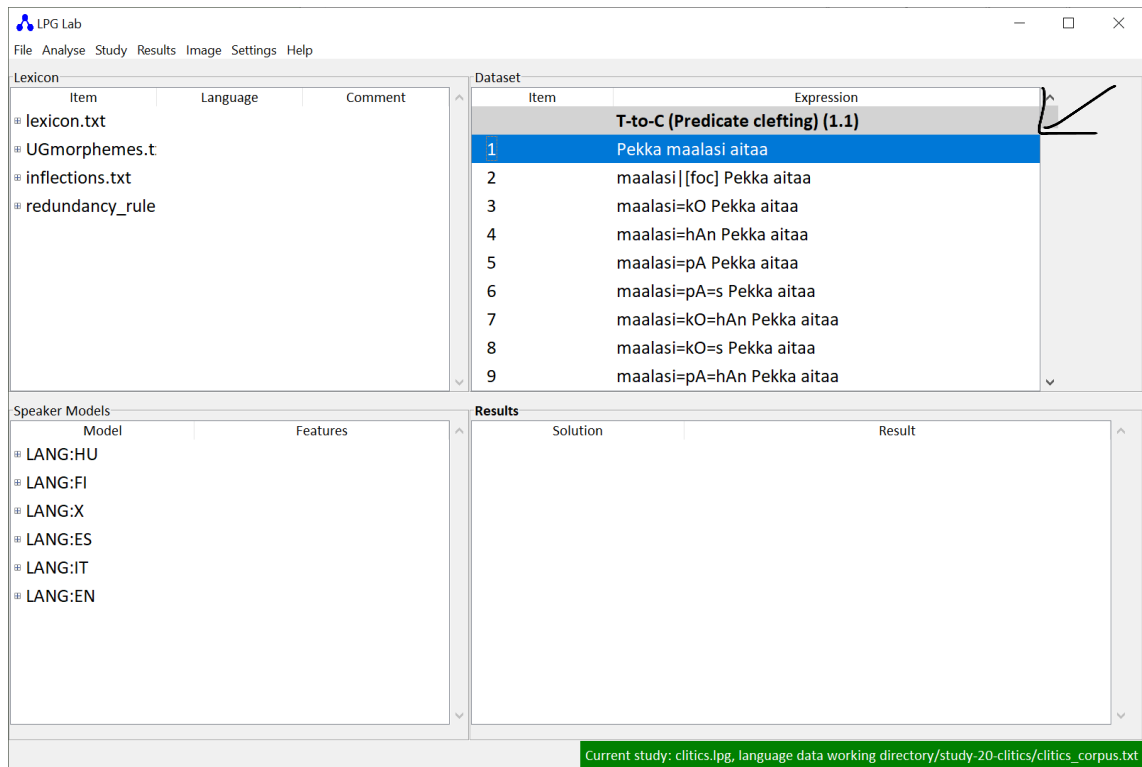 LPG Lab
File Analyse Study Results Image Settings Help
Lexicon
Item Language Comment
lexicon.txt
UGmorphemes.t
inflections.txt
redundancy_rule
Dataset
Item Expression
T-to-C (Predicate clefting) (1.1)
1 Pekka maalasi aitaa
2 maalasi|[foc] Pekka aitaa
3 maalasi=kO Pekka aitaa
4 maalasi=hAn Pekka aitaa
5 maalasi=pA Pekka aitaa
6 maalasi=pA=s Pekka aitaa
7 maalasi=kO=hAn Pekka aitaa
8 maalasi=kO=s Pekka aitaa
9 maalasi=pA=hAn Pekka aitaa
Speaker Models
Model Features
LANG:HU
LANG:FI
LANG:X
LANG:ES
LANG:IT
LANG:EN
Results
Solution Result
Current study: clitics.lpg, language data working directory/study-20-clitics/clitics_corpus.txt